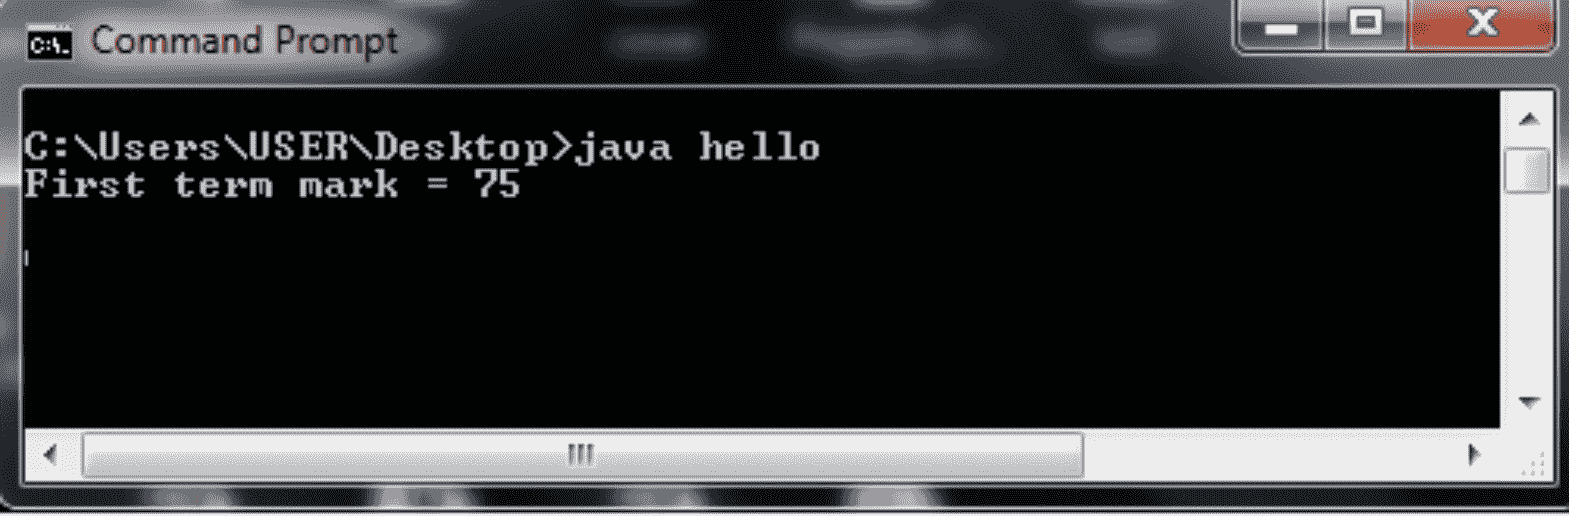 C:\. Command Prompt
C:\Users\USER\Desktop>java hello
First term mark = 75